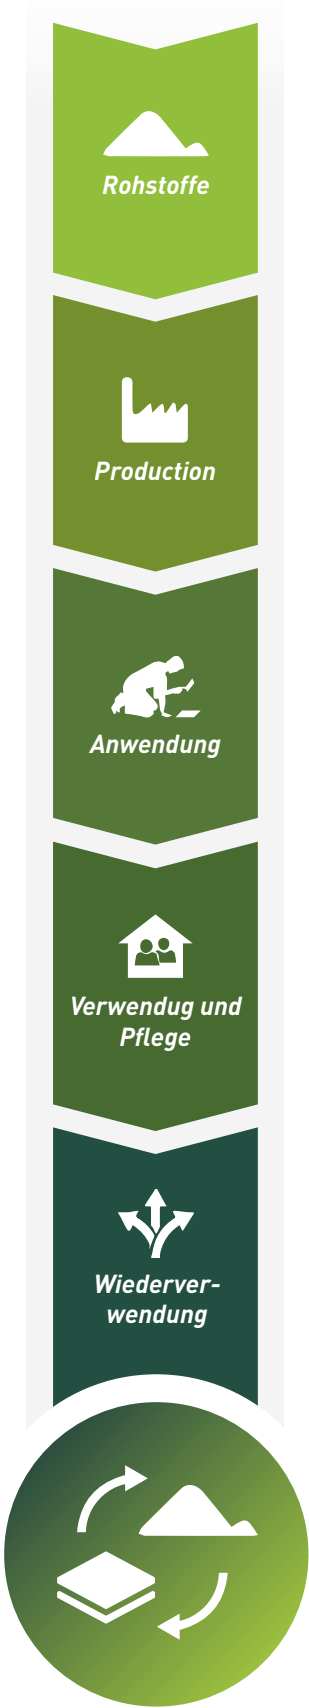 Rohstoffe
Production
Anwendung
Verwendug und
Pflege
Wiederver-
wendung